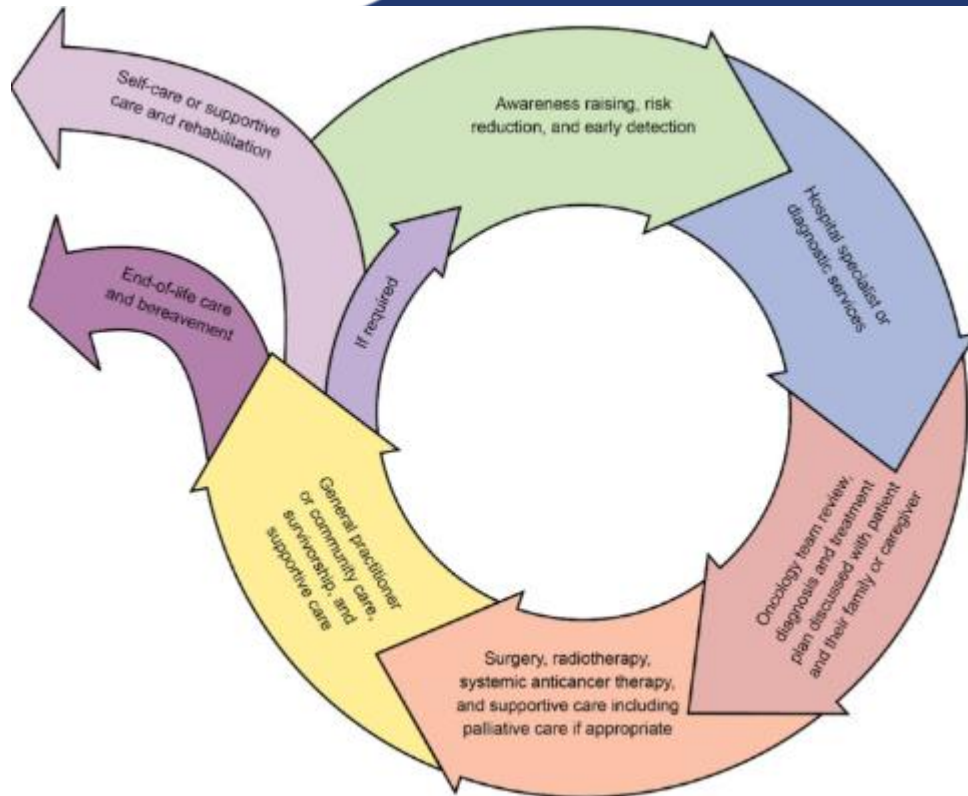 Self-care or supportive
care and rehabilitation
Awareness raising, risk
reduction, and early detection
Hospital specialist or
diagnostic services
End-of-life care
and bereavement
If required
Oncology team review,
diagnosis and treatment
plan discussed with patient
and their family or caregiver
General practitioner
or community care,
survivorship, and
supportive care
Surgery, radiotherapy,
systemic anticancer therapy,
and supportive care including
palliative care if appropriate